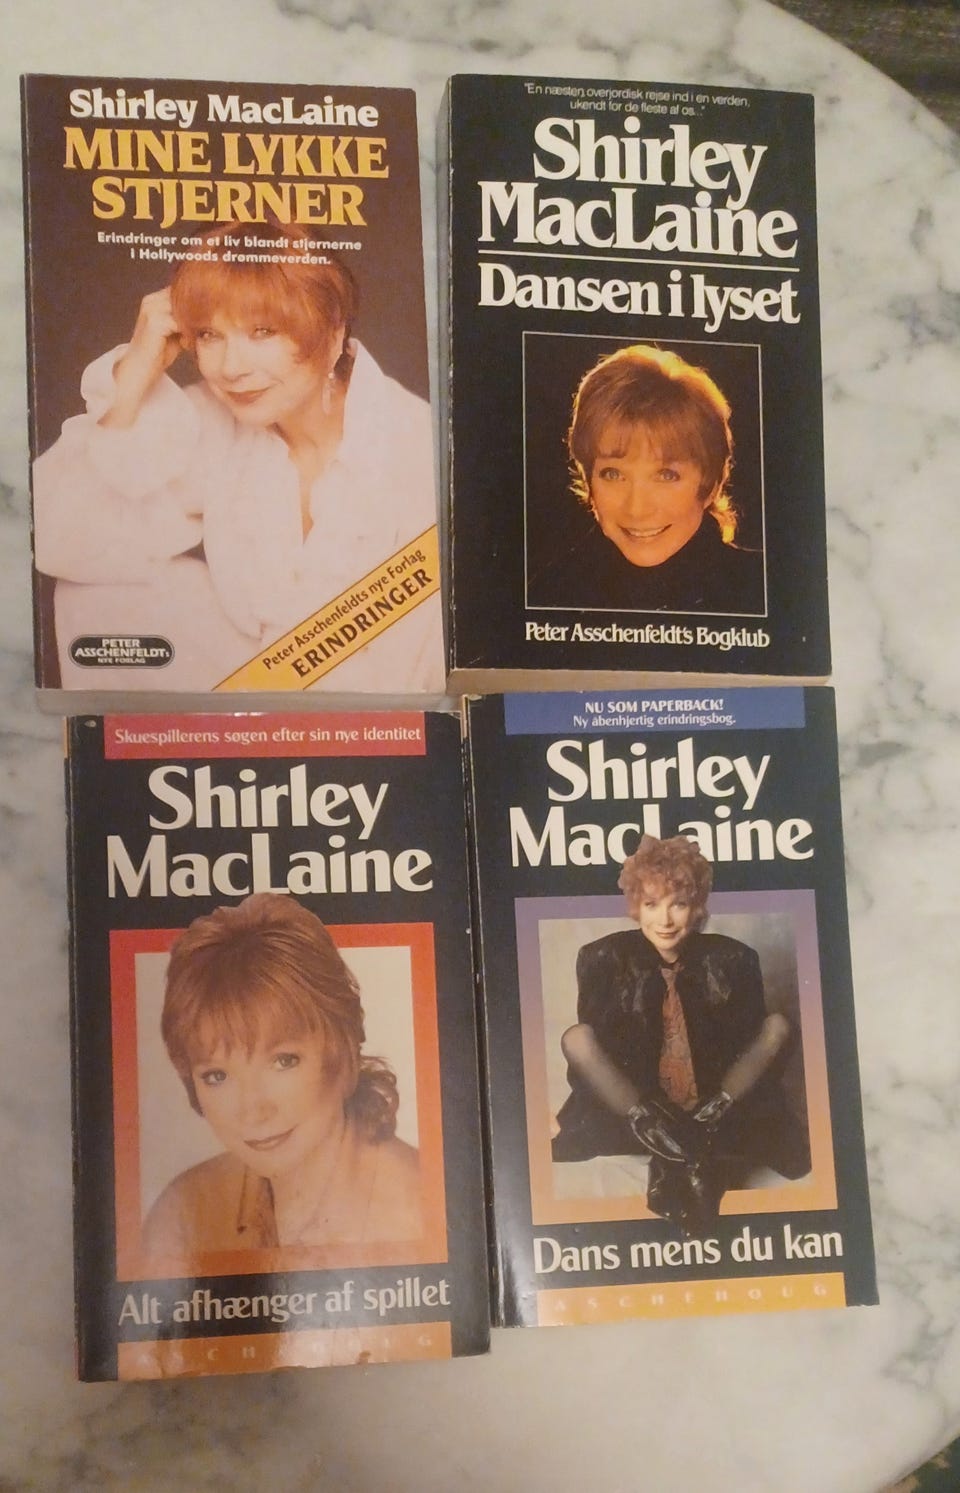 Shirley MacLaine
MINE LYKKE
STJERNER
Erindringer om et liv blandt stjernerne
i Hollywoods drømmeverden.
Peter Asschenfeldts nye Forlag
ERINDRINGER
PETER
ASSCHENFELDTs
NYE FORLAG
"En næsten overjordisk rejse ind i en verden,
ukendt for de fleste af os..."
Shirley
MacLaine
Dansen i lyset
Peter Asschenfeldt's Bogklub
Skuespillerens søgen efter sin nye identitet
Shirley
MacLaine
Alt afhænger af spillet
ASCHEHOUG
NU SOM PAPERBACK!
Ny åbenhjertig erindringsbog.
Shirley
MacLaine
Dans mens du kan
ASCHEHOUG